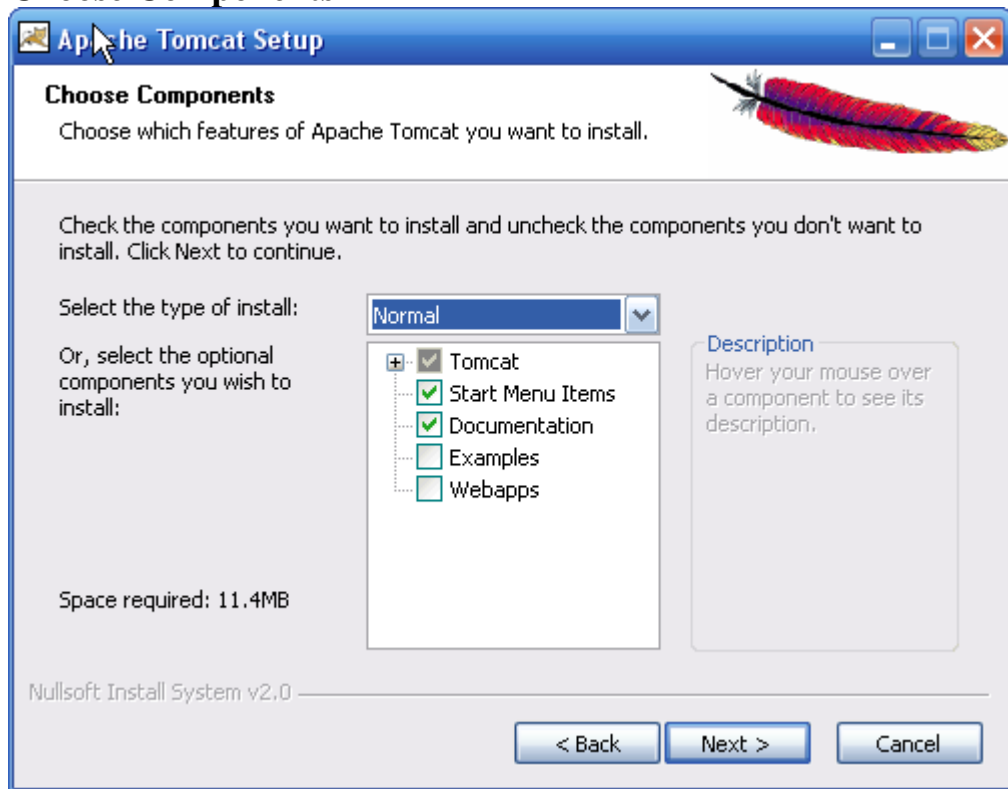 Choose Components
Apache Tomcat Setup
Choose Components
Choose which features of Apache Tomcat you want to install.
Check the components you want to install and uncheck the components you don't want to
install. Click Next to continue.
Select the type of install:
Normal
Or, select the optional
components you wish to
install:
Tomcat
Start Menu Items
Documentation
Examples
Webapps
Description
Hover your mouse over
a component to see its
description.
Space required: 11.4MB
Nullsoft Install System v2.0
< Back
Next >
Cancel